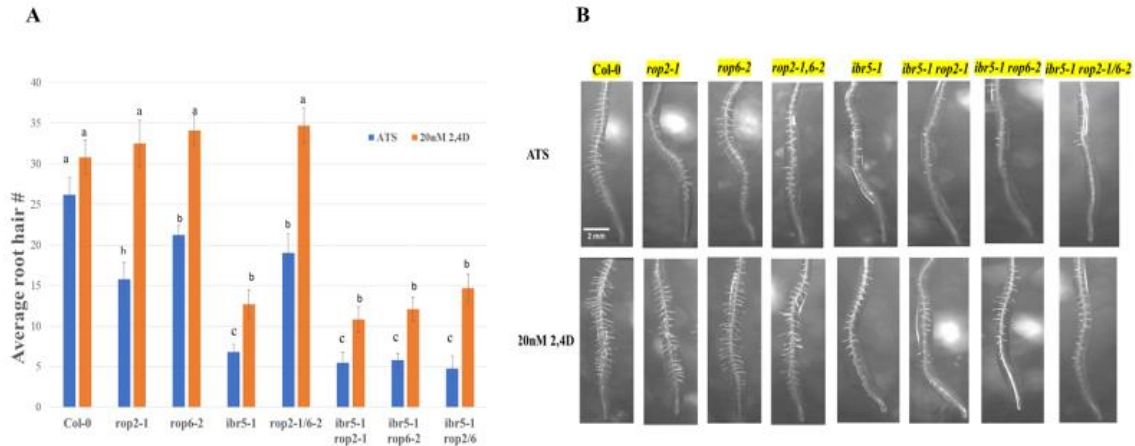 A
B
Average root hair #
40
35
30
25
20
15
10
5
0
ATS
20nM 2,4D
a
a
b
a
b
a
c
b
b
a
c
b
c
b
c
b
Col-0
rop2-1
rop6-2
ibr5-1
rop2-1/6-2
ibr5-1
rop2-1
ibr5-1
rop6-2
ibr5-1
rop2/6
Col-0 rop2-1 rop6-2 rop2-1,6-2 ibr5-1 ibr5-1 rop2-1 ibr5-1 rop6-2 ibr5-1 rop2-1/6-2
ATS
2 mm
20nM 2,4D